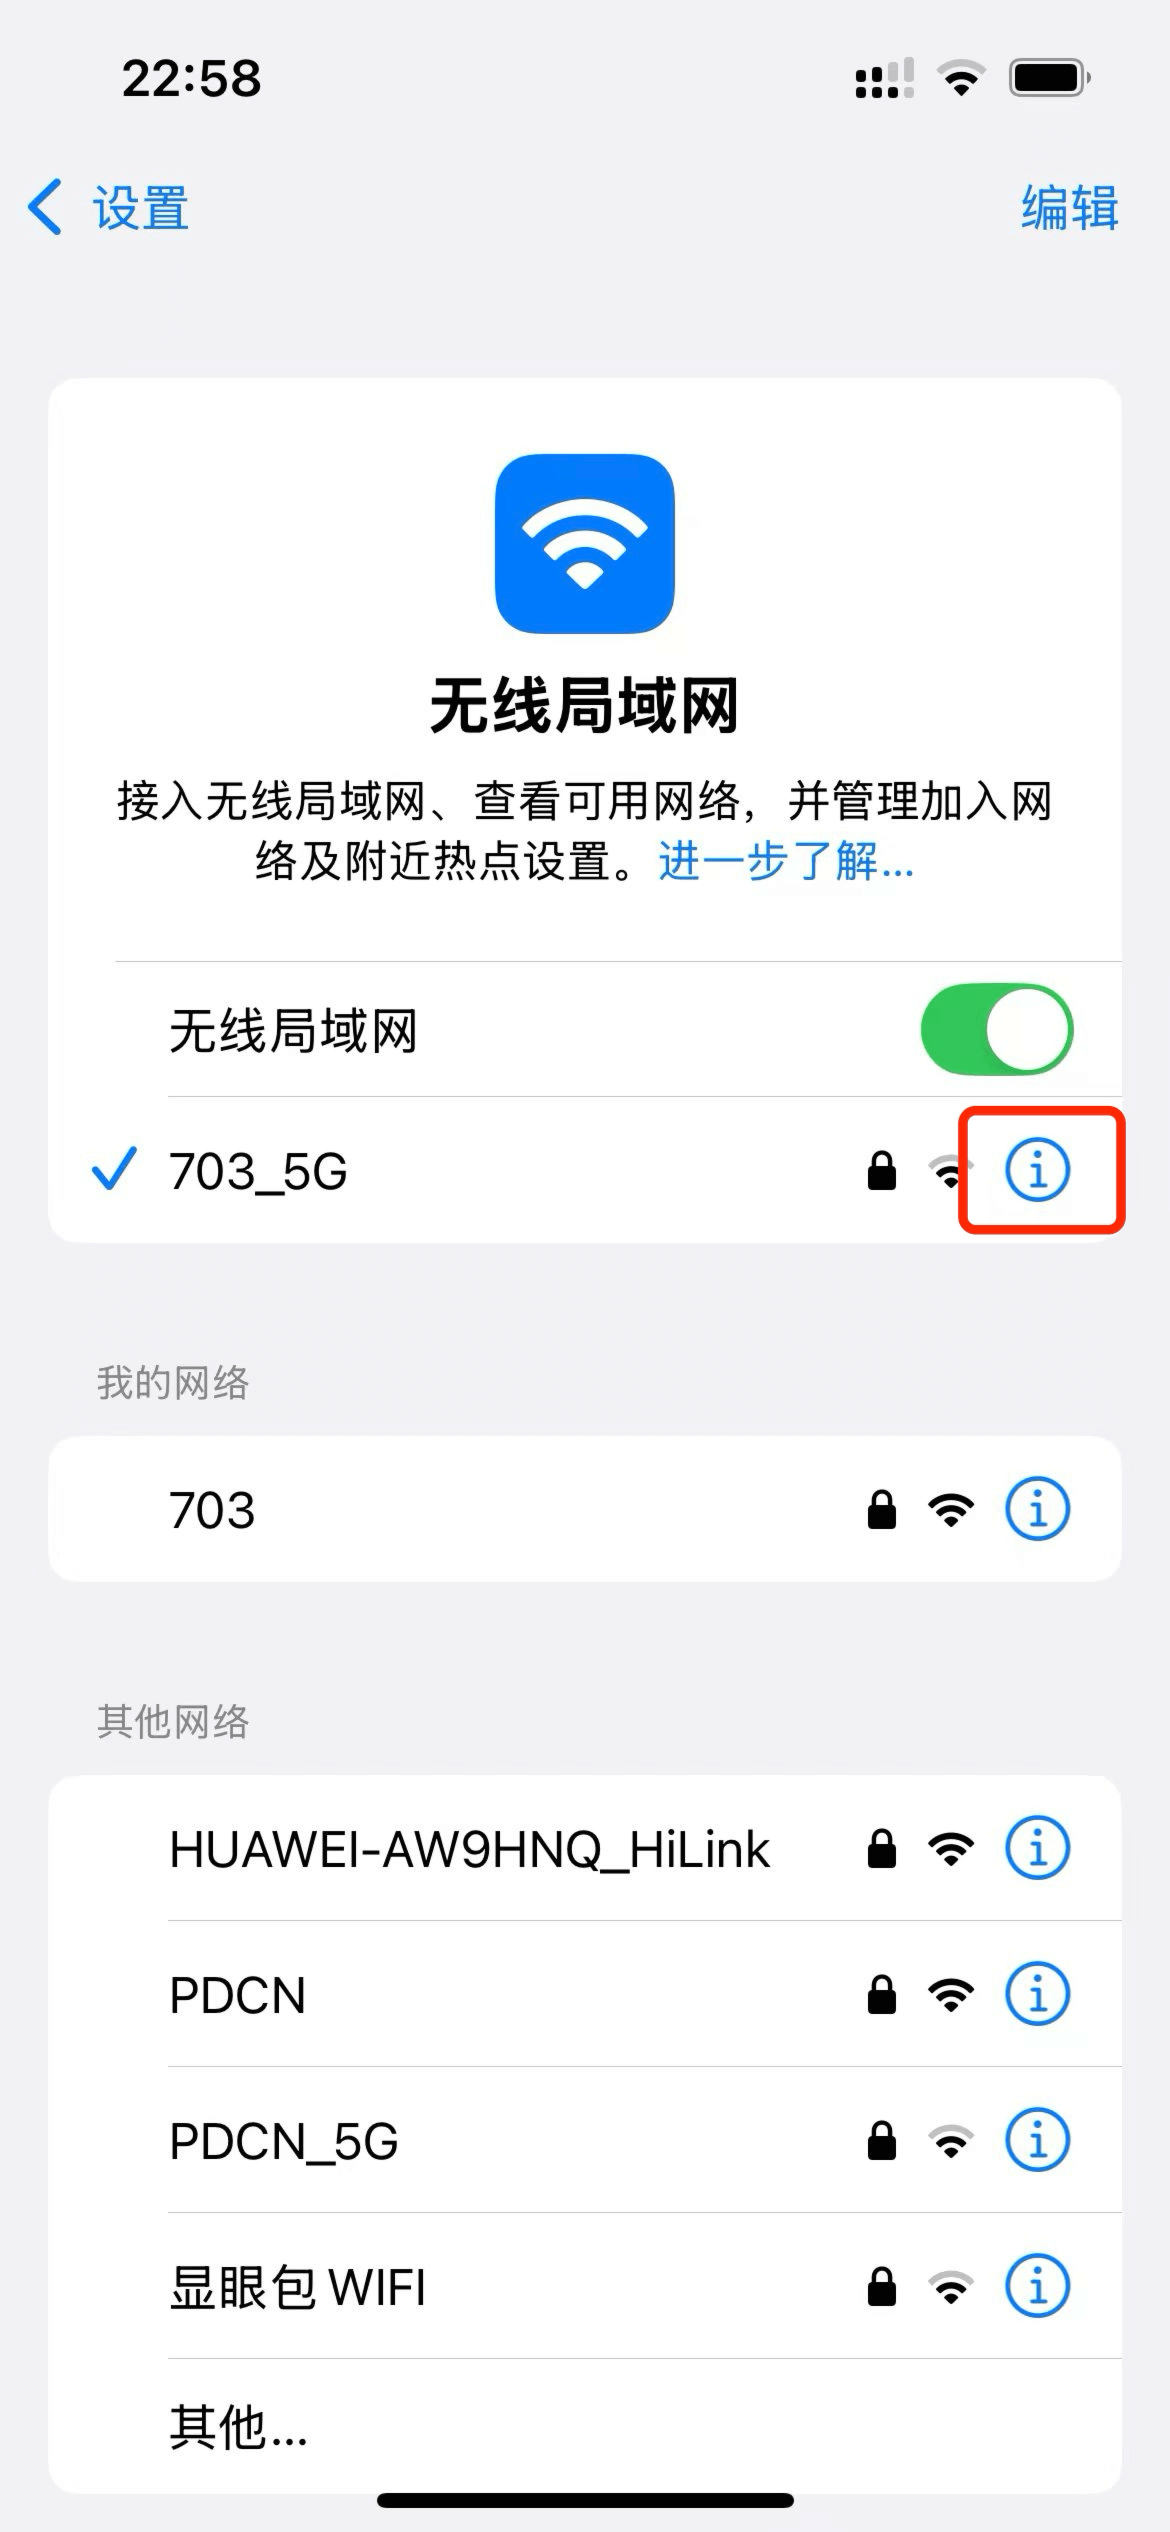 22:58
设置
编辑
无线局域网
接入无线局域网、查看可用网络，并管理加入网
络及附近热点设置。进一步了解...
无线局域网
703_5G
我的网络
703
其他网络
HUAWEI-AW9HNQ_HiLink
PDCN
PDCN_5G
显眼包 WIFI
其他...